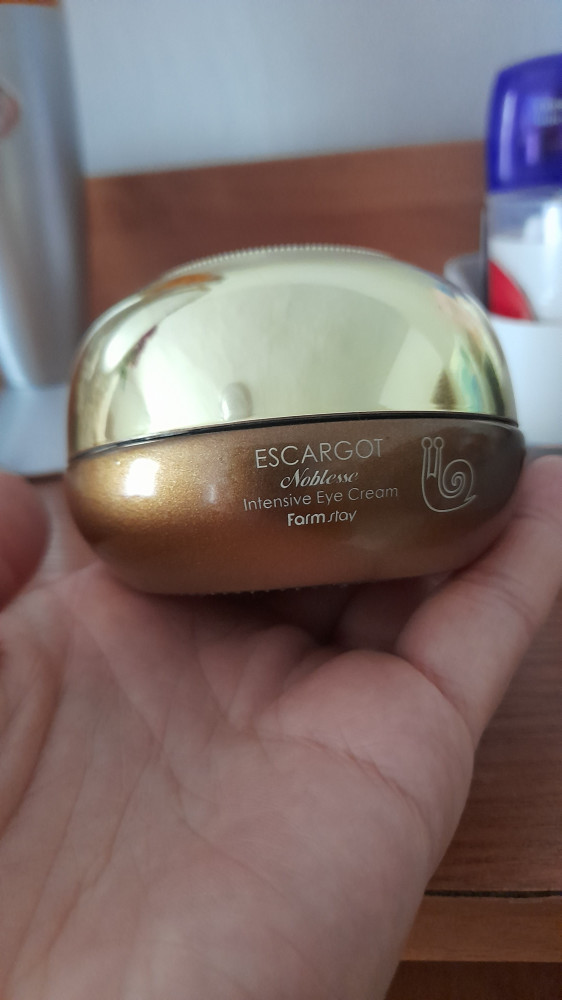 ESCARGOT
Noblesse
Intensive Eye Cream
Farmstay